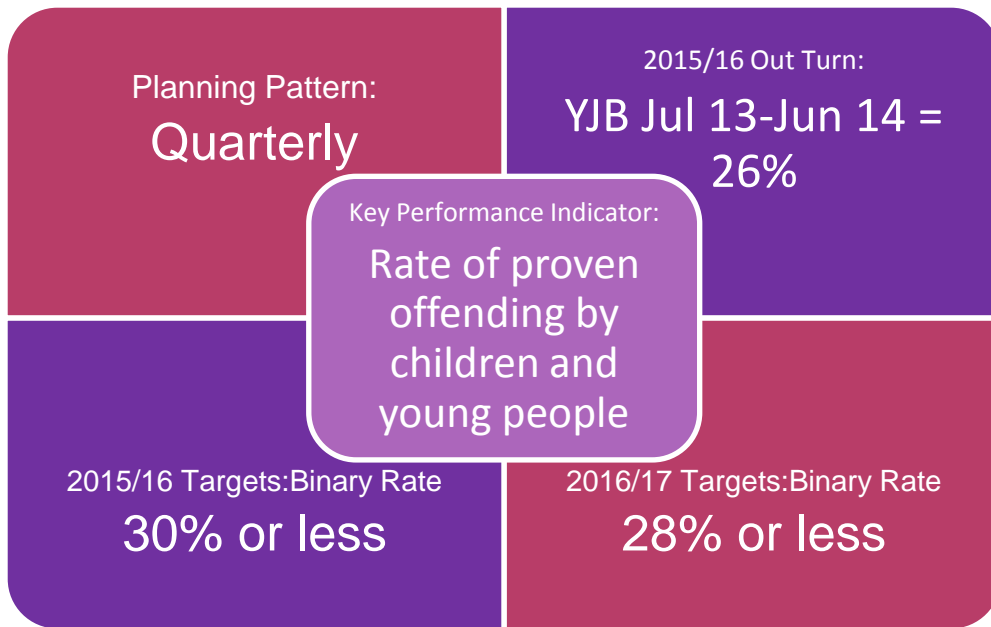 Planning Pattern:
Quarterly
2015/16 Out Turn:
YJB Jul 13-Jun 14 =
26%
Key Performance Indicator:
Rate of proven
offending by
children and
young people
2015/16 Targets:Binary Rate
30% or less
2016/17 Targets:Binary Rate
28% or less